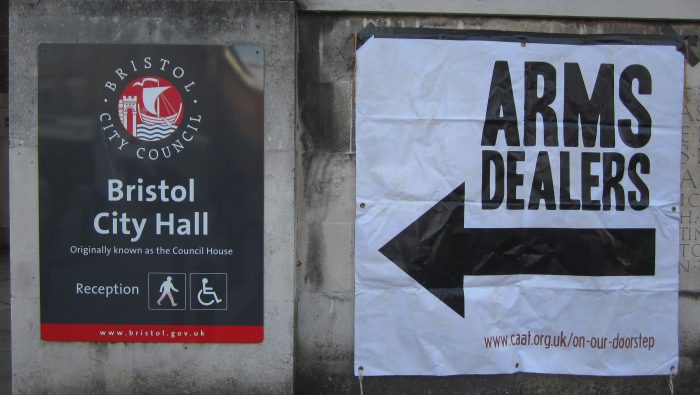 · BRISTOL ·
CITY COUNCIL
Bristol
City Hall
Originally known as the Council House
Reception
www.bristol.gov.uk
ARMS
DEALERS
www.caat.org.uk/on-our-doorstep